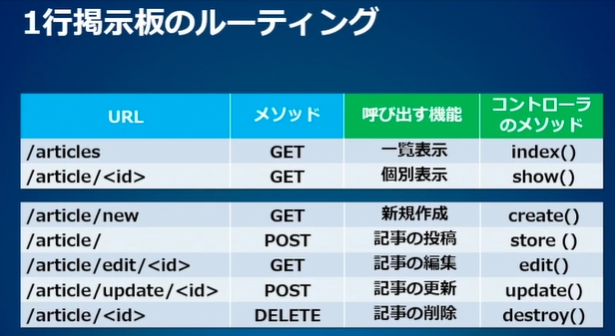 1行掲示板のルーティング
URL メソッド 呼び出す機能 コントローラのメソッド
/articles GET 一覧表示 index()
/article/<id> GET 個別表示 show()
/article/new GET 新規作成 create()
/article/ POST 記事の投稿 store ()
/article/edit/<id> GET 記事の編集 edit()
/article/update/<id> POST 記事の更新 update()
/article/<id> DELETE 記事の削除 destroy()